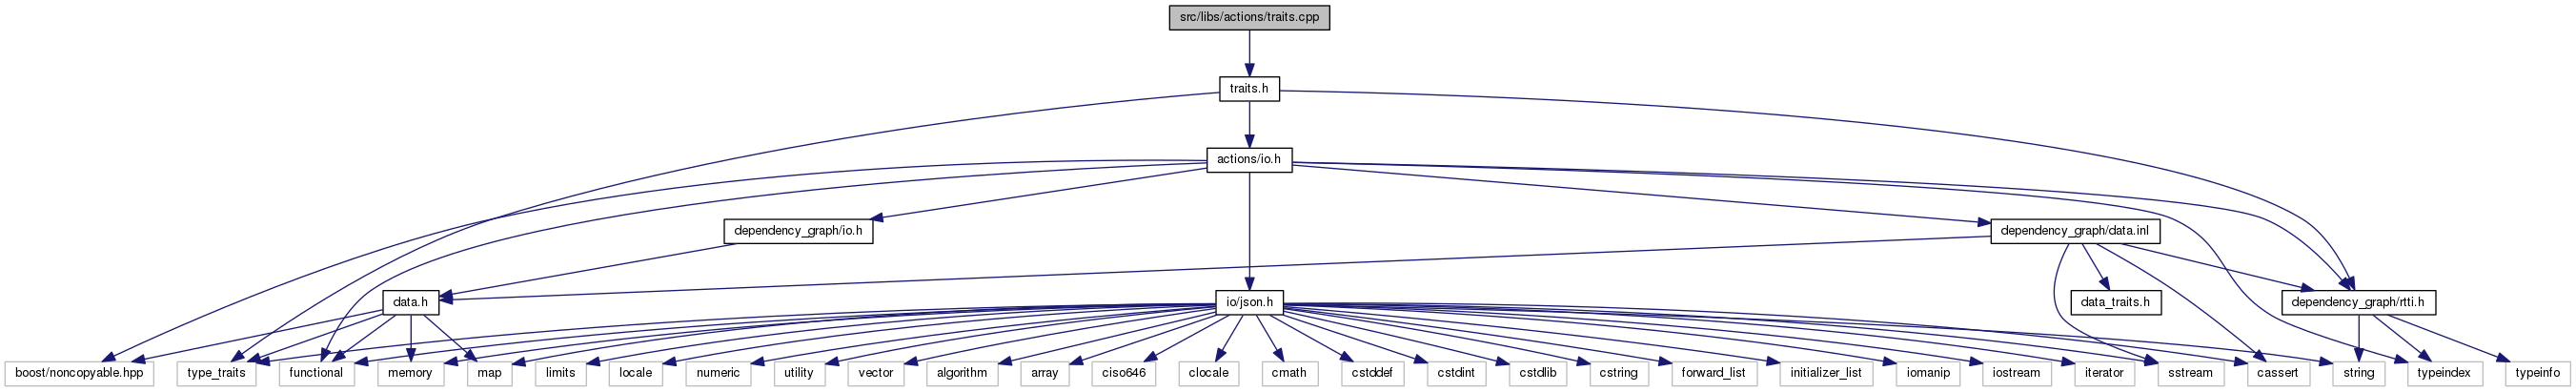 src/libs/actions/traits.cpp
traits.h
actions/io.h
dependency_graph/io.h
dependency_graph/data.inl
data.h
io/json.h
data_traits.h
dependency_graph/rtti.h
boost/noncopyable.hpp
type_traits
functional
memory
map
limits
locale
numeric
utility
vector
algorithm
array
ciso646
clocale
cmath
cstddef
cstdint
cstdlib
cstring
forward_list
initializer_list
iomanip
iostream
iterator
sstream
cassert
string
typeindex
typeinfo